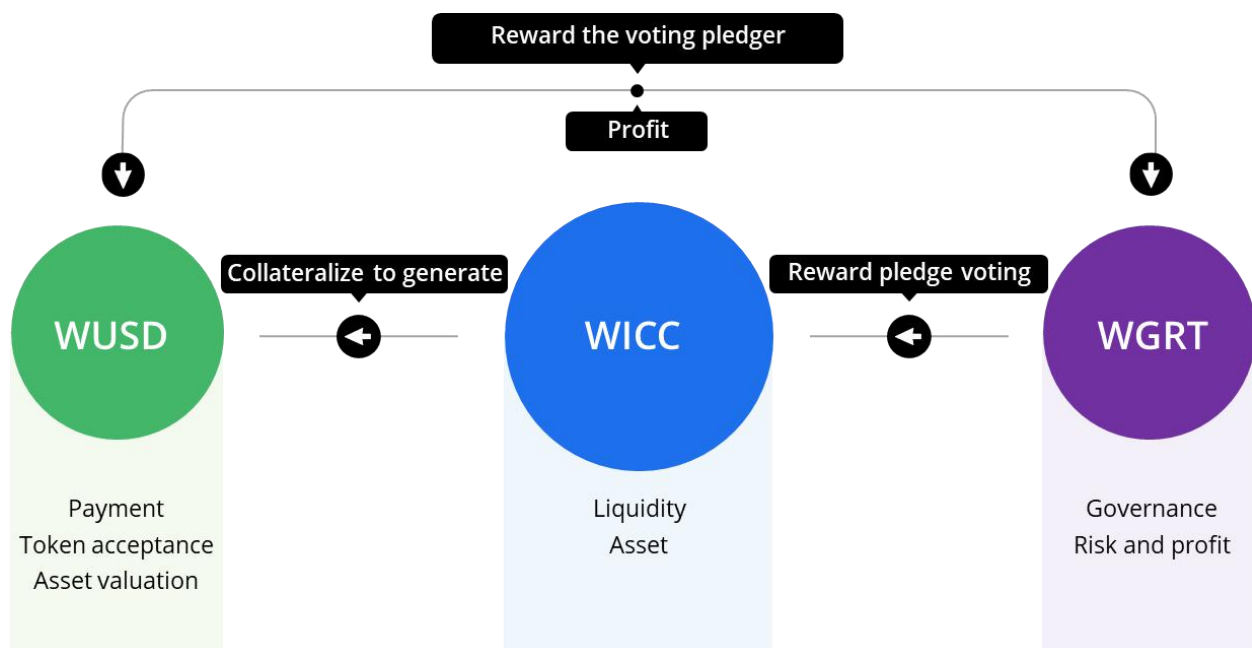 Reward the voting pledger
Profit
Collateralize to generate
Reward pledge voting
WUSD
WICC
WGRT
Payment
Token acceptance
Asset valuation
Liquidity
Asset
Governance
Risk and profit